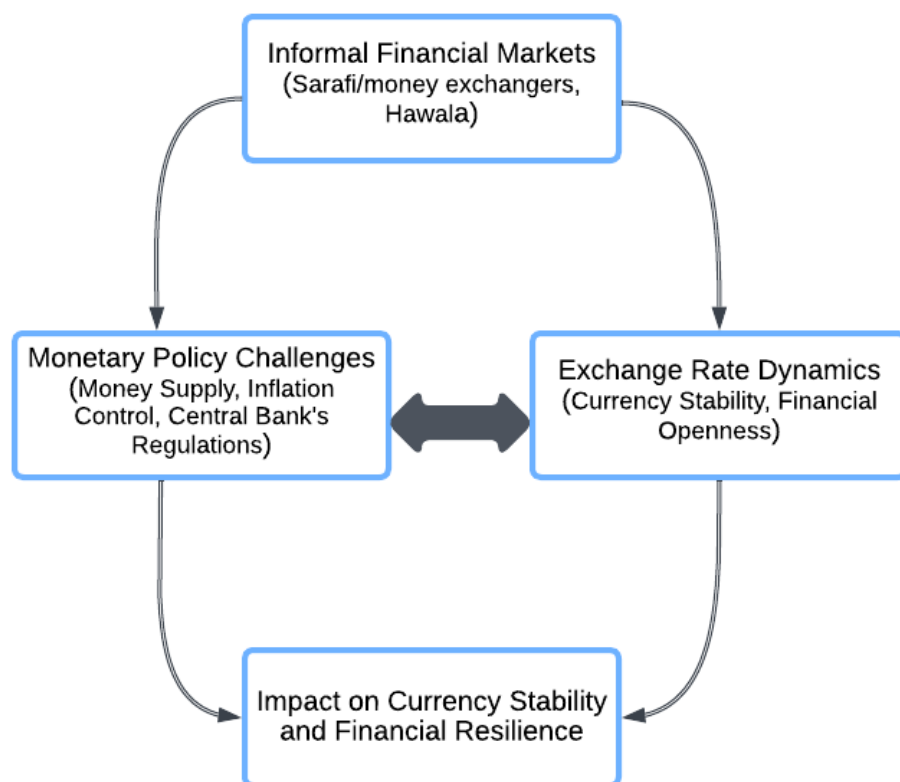 Informal Financial Markets
(Sarafi/money exchangers,
Hawala)
Monetary Policy Challenges
(Money Supply, Inflation
Control, Central Bank's
Regulations)
Exchange Rate Dynamics
(Currency Stability, Financial
Openness)
Impact on Currency Stability
and Financial Resilience